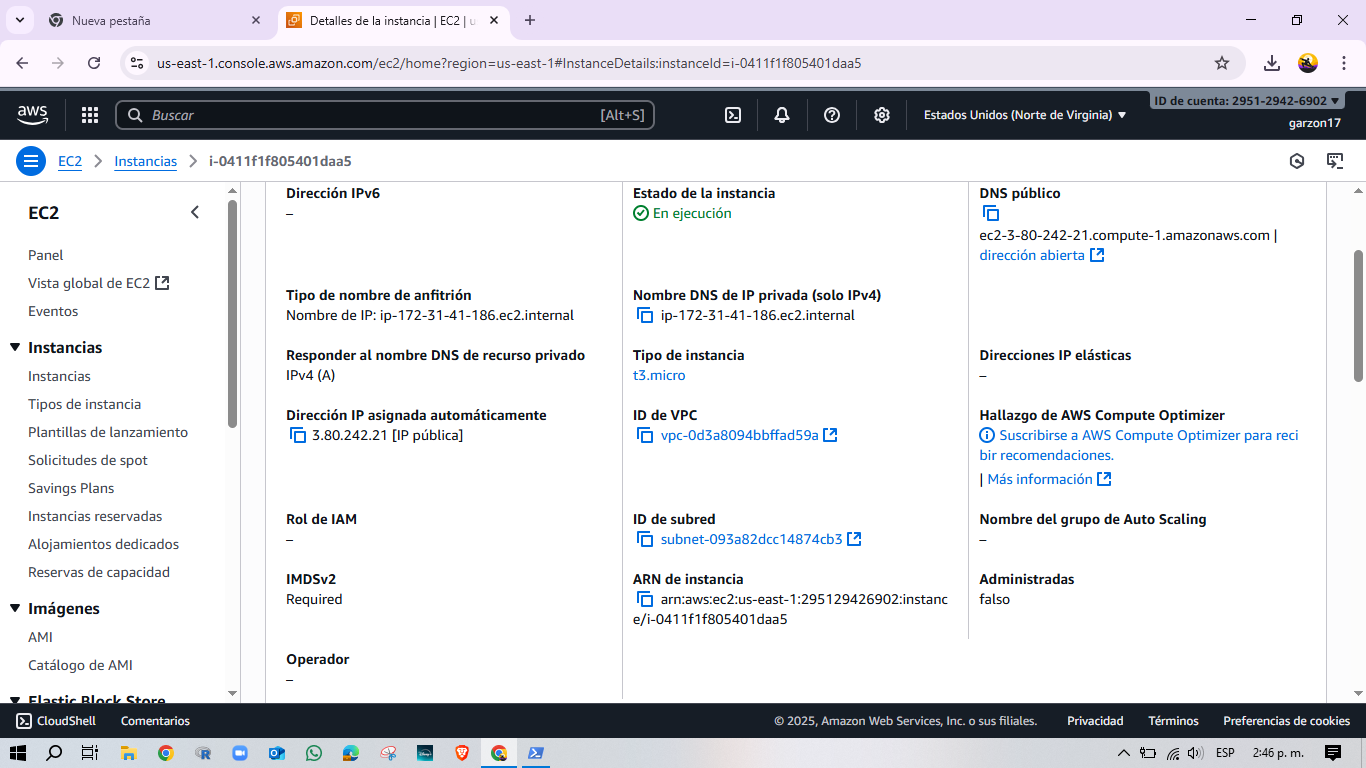 Nueva pestaña
Detalles de la instancia | EC2 | u
us-east-1.console.aws.amazon.com/ec2/home?region=us-east-1#InstanceDetails:instanceId=i-0411f1f805401daa5
aws
Buscar
[Alt+S]
Estados Unidos (Norte de Virginia)
ID de cuenta: 2951-2942-6902
garzon17
EC2
Instancias
i-0411f1f805401daa5
EC2
Panel
Vista global de EC2
Eventos
Instancias
Instancias
Tipos de instancia
Plantillas de lanzamiento
Solicitudes de spot
Savings Plans
Instancias reservadas
Alojamientos dedicados
Reservas de capacidad
Imágenes
AMI
Catálogo de AMI
Elastic Block Store
Dirección IPv6
–
Estado de la instancia
En ejecución
DNS público
ec2-3-80-242-21.compute-1.amazonaws.com |
dirección abierta
Tipo de nombre de anfitrión
Nombre de IP: ip-172-31-41-186.ec2.internal
Nombre DNS de IP privada (solo IPv4)
ip-172-31-41-186.ec2.internal
Responder al nombre DNS de recurso privado
IPv4 (A)
Tipo de instancia
t3.micro
Direcciones IP elásticas
–
Dirección IP asignada automáticamente
3.80.242.21 [IP pública]
ID de VPC
vpc-0d3a8094bbffad59a
Hallazgo de AWS Compute Optimizer
Suscribirse a AWS Compute Optimizer para reci
bir recomendaciones.
| Más información
Rol de IAM
–
ID de subred
subnet-093a82dcc14874cb3
Nombre del grupo de Auto Scaling
–
IMDSv2
Required
ARN de instancia
arn:aws:ec2:us-east-1:295129426902:instanc
e/i-0411f1f805401daa5
Administradas
falso
Operador
–
CloudShell
Comentarios
© 2025, Amazon Web Services, Inc. o sus filiales.
Privacidad
Términos
Preferencias de cookies
ESP
2:46 p. m.